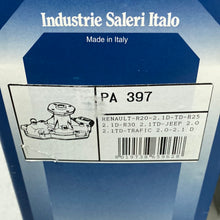 Industrie Saleri Italo
Made in Italy
PA 397
RENAULT-R20-2.1D-TD-R25
2.1D-R30 2.1TD-JEEP 2.0
2.1TD-TRAFIC 2.0-2.1 D